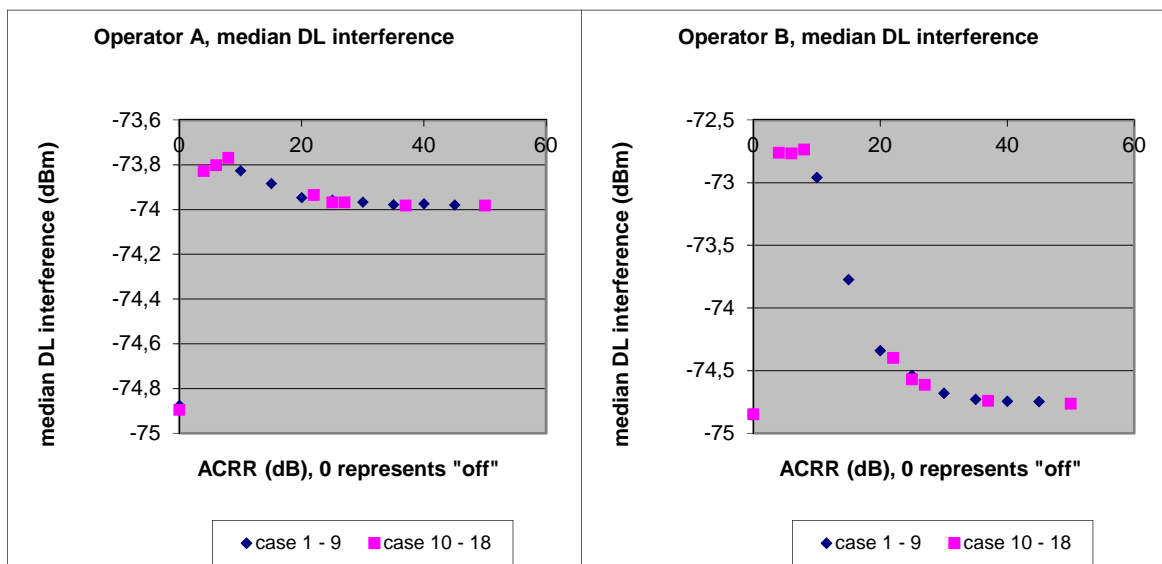 Operator A, median DL interference
-73,6
-73,8
-74
-74,2
-74,4
-74,6
-74,8
-75
0 20 40 60
median DL interference (dBm)
ACRR (dB), 0 represents "off"
case 1 - 9 case 10 - 18
Operator B, median DL interference
-72,5
-73
-73,5
-74
-74,5
-75
0 20 40 60
median DL interference (dBm)
ACRR (dB), 0 represents "off"
case 1 - 9 case 10 - 18